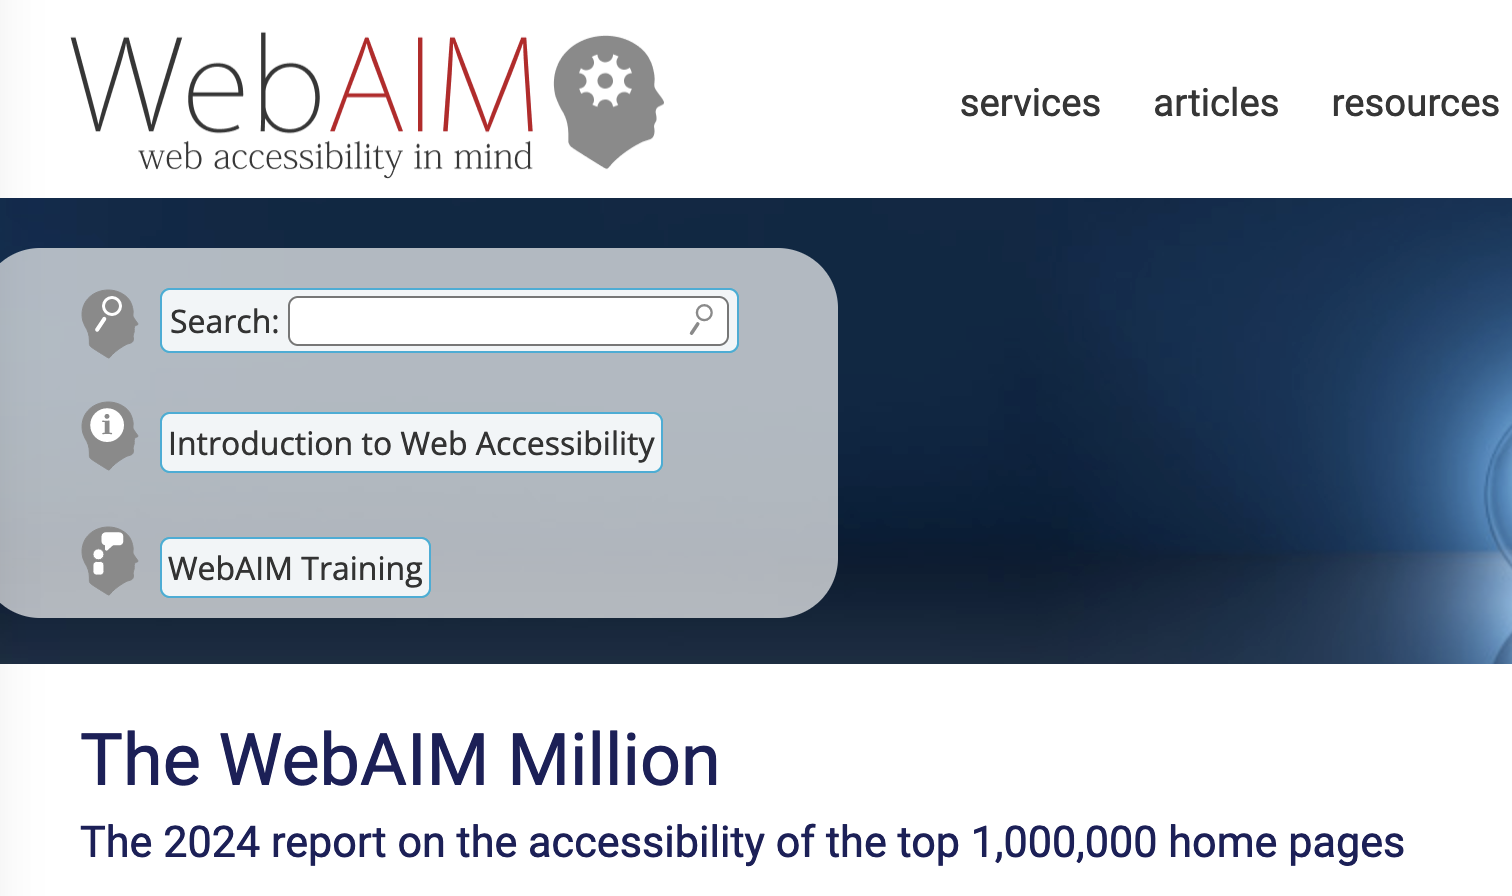 WebAIM
web accessibility in mind
services articles resources
Search:
i
Introduction to Web Accessibility
WebAIM Training
The WebAIM Million
The 2024 report on the accessibility of the top 1,000,000 home pages